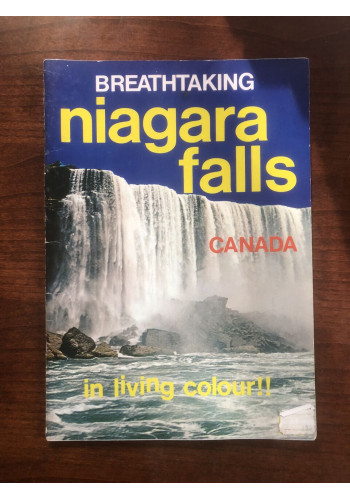 BREATHTAKING
niagara
falls
CANADA
in living colour!!